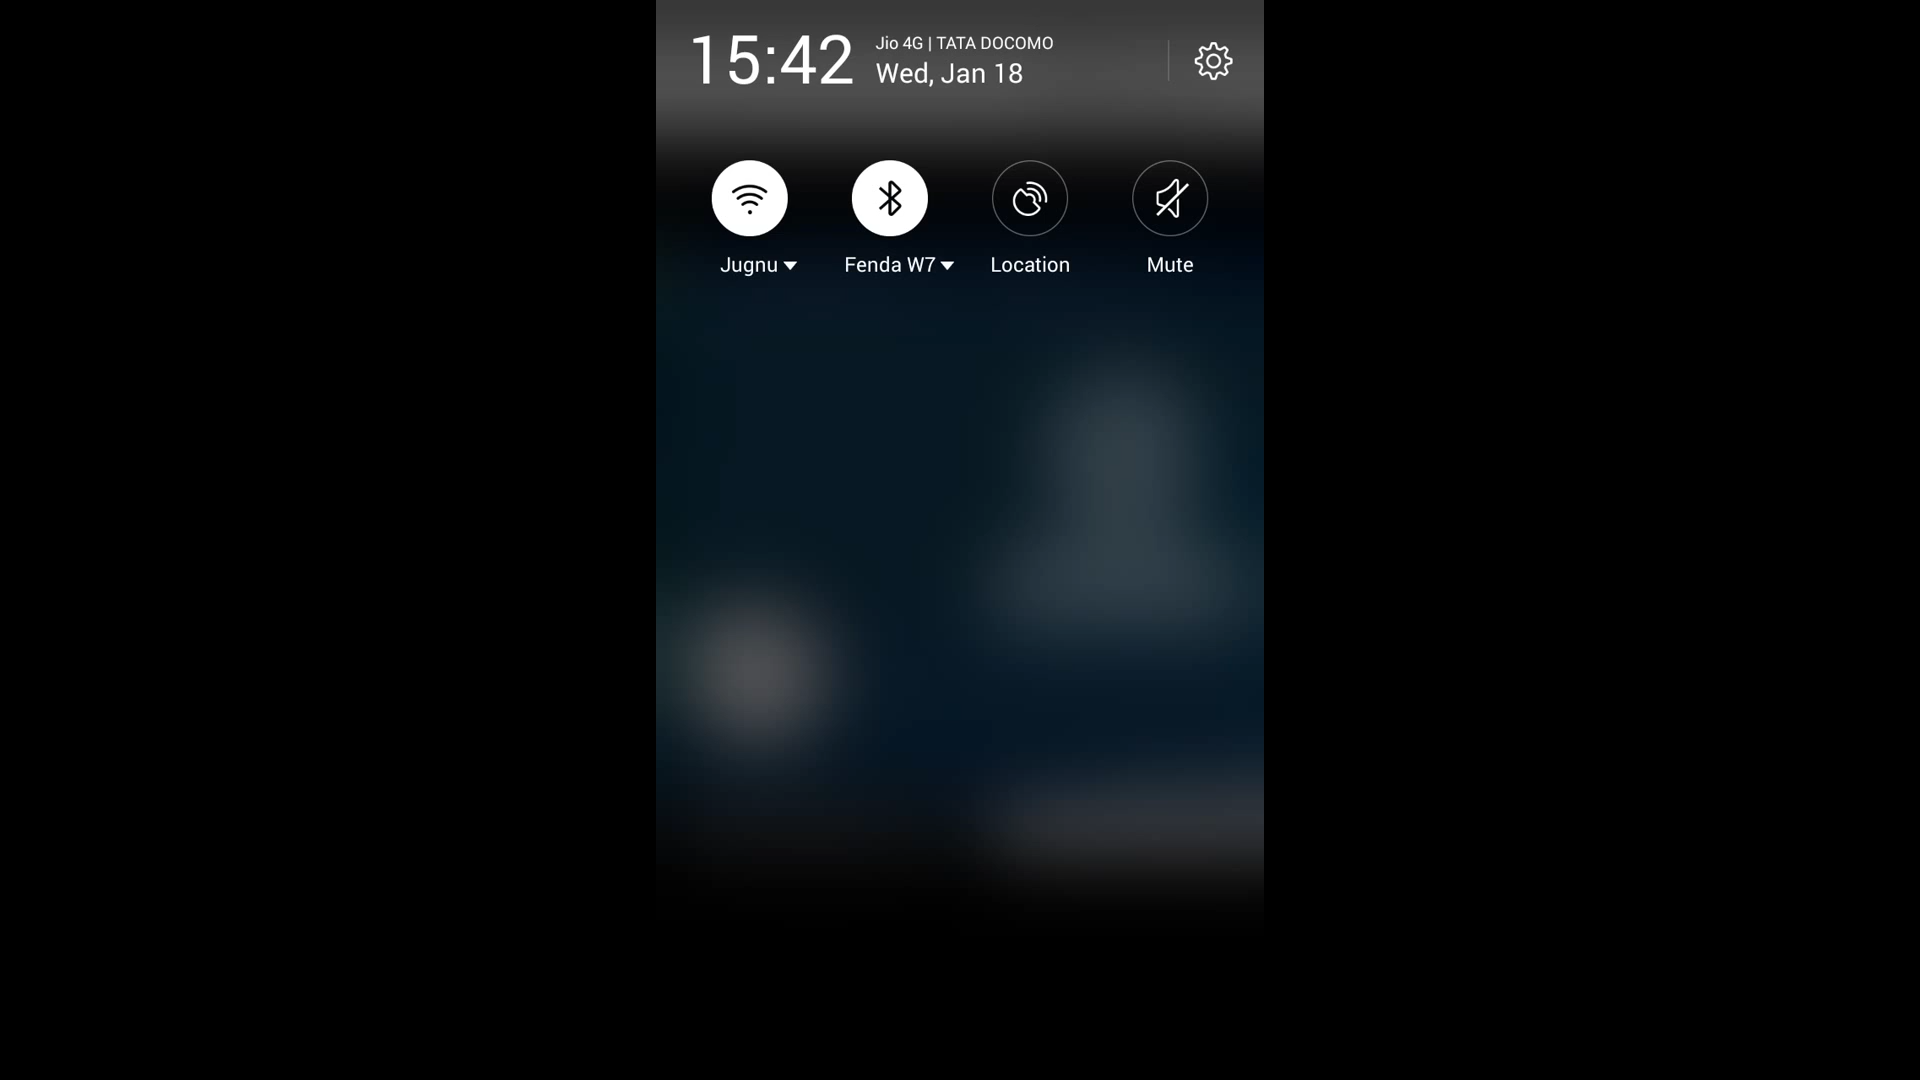 15:42
Jio 4G | TATA DOCOMO
Wed, Jan 18
Jugnu
Fenda W7
Location
Mute